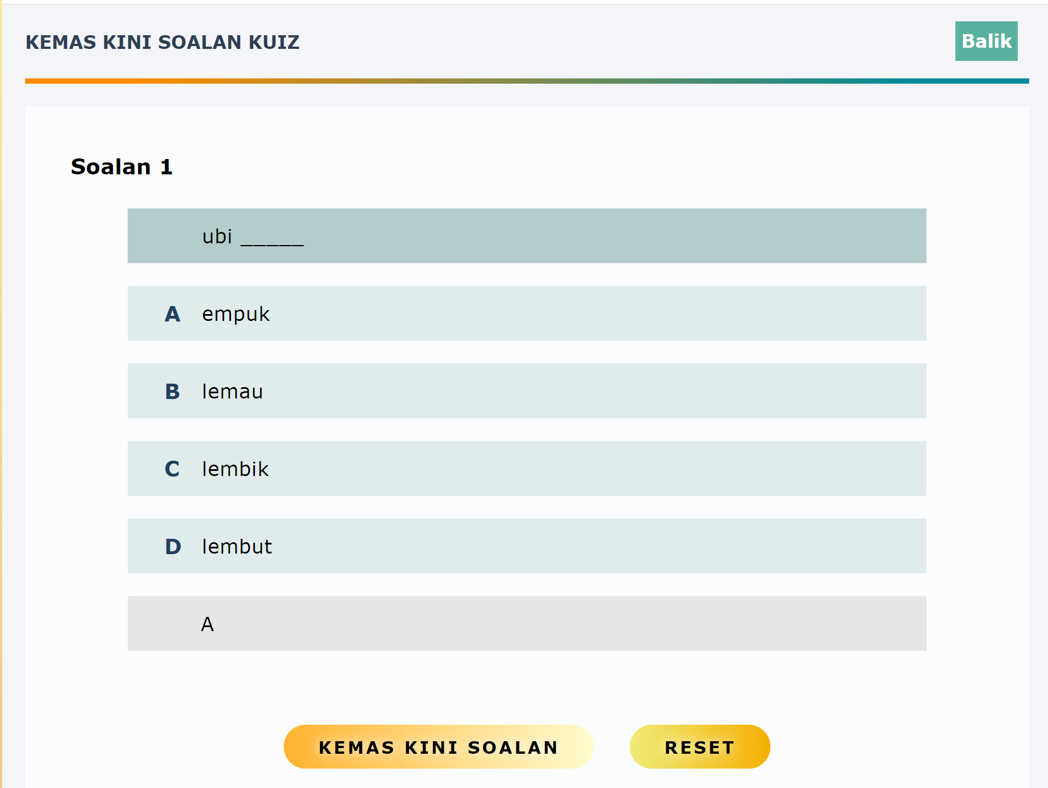 KEMAS KINI SOALAN KUIZ
Balik
Soalan 1
ubi _____
A empuk
B lemau
C lembik
D lembut
A
KEMAS KINI SOALAN
RESET